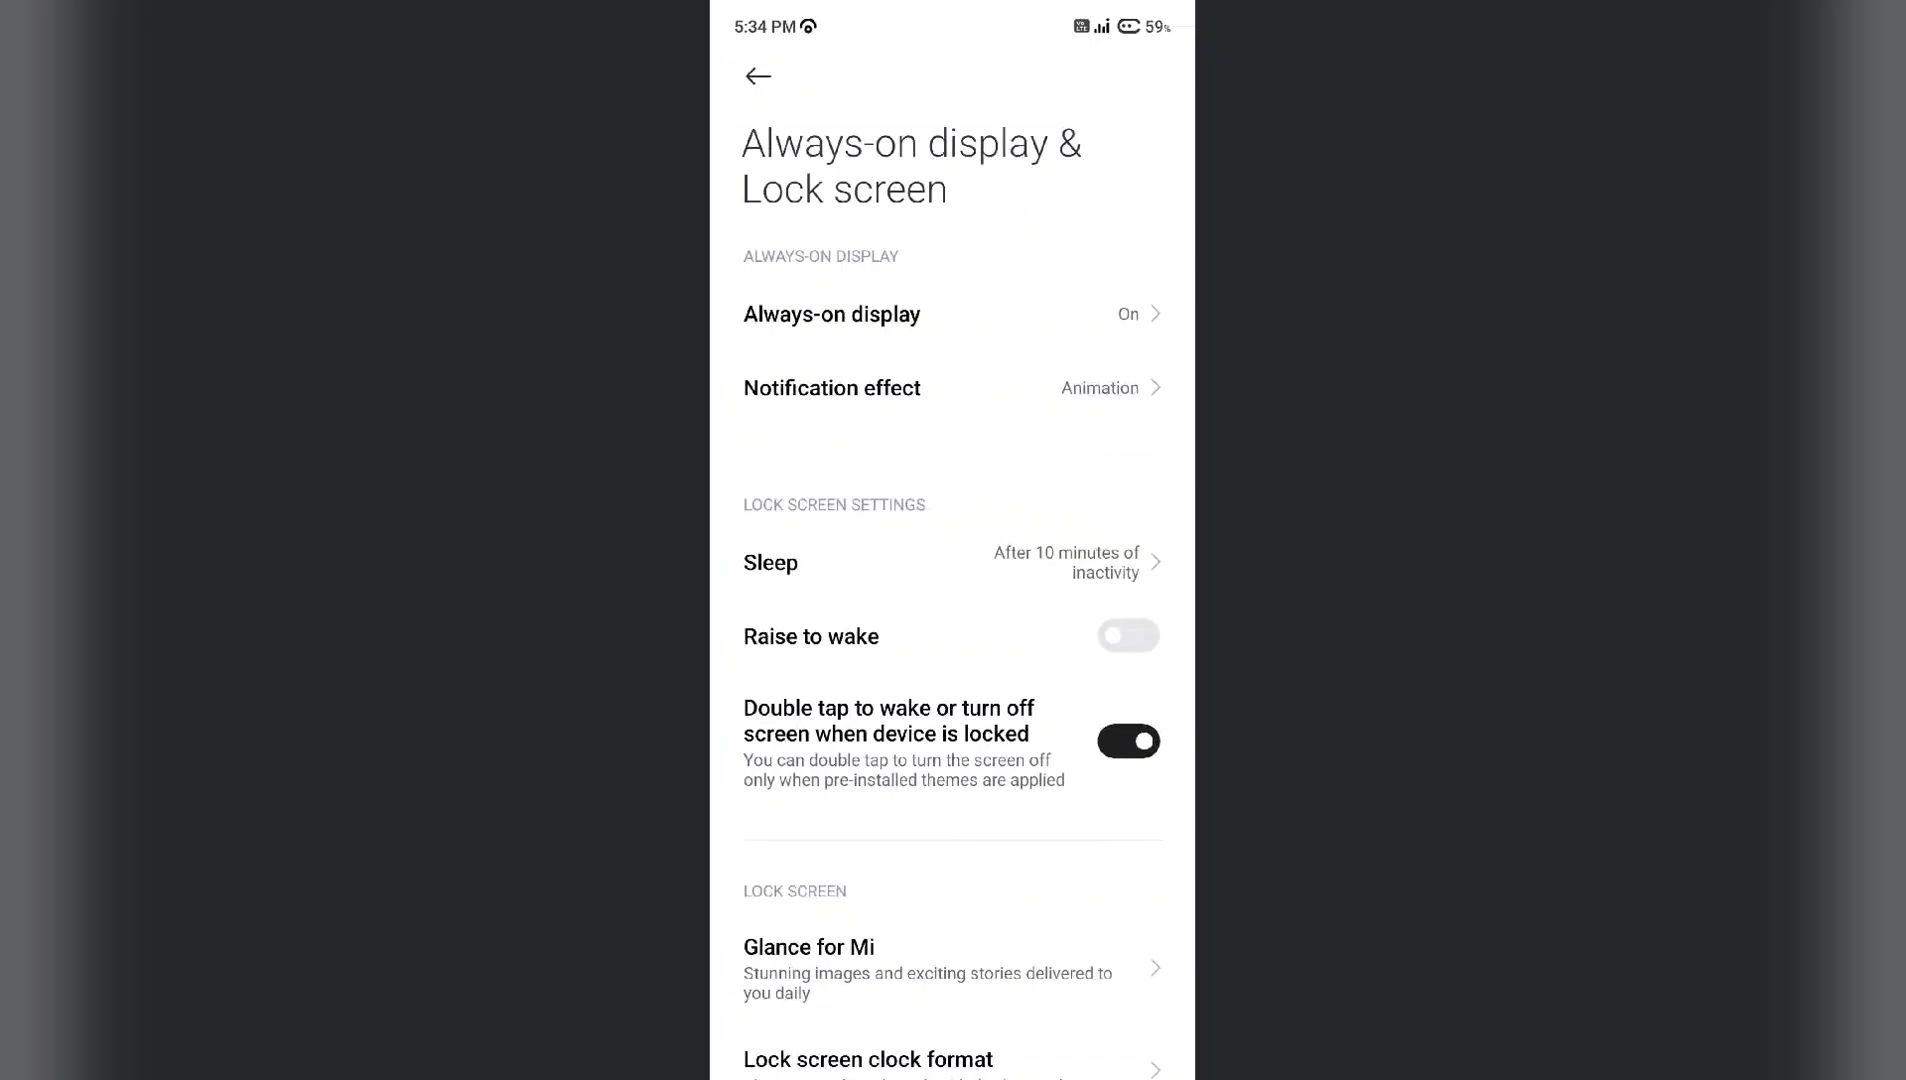 5:34 PM
Vo LTE 59%
Always-on display &
Lock screen
ALWAYS-ON DISPLAY
Always-on display On
Notification effect Animation
LOCK SCREEN SETTINGS
Sleep After 10 minutes of
inactivity
Raise to wake
Double tap to wake or turn off
screen when device is locked
You can double tap to turn the screen off
only when pre-installed themes are applied
LOCK SCREEN
Glance for Mi
Stunning images and exciting stories delivered to
you daily
Lock screen clock format